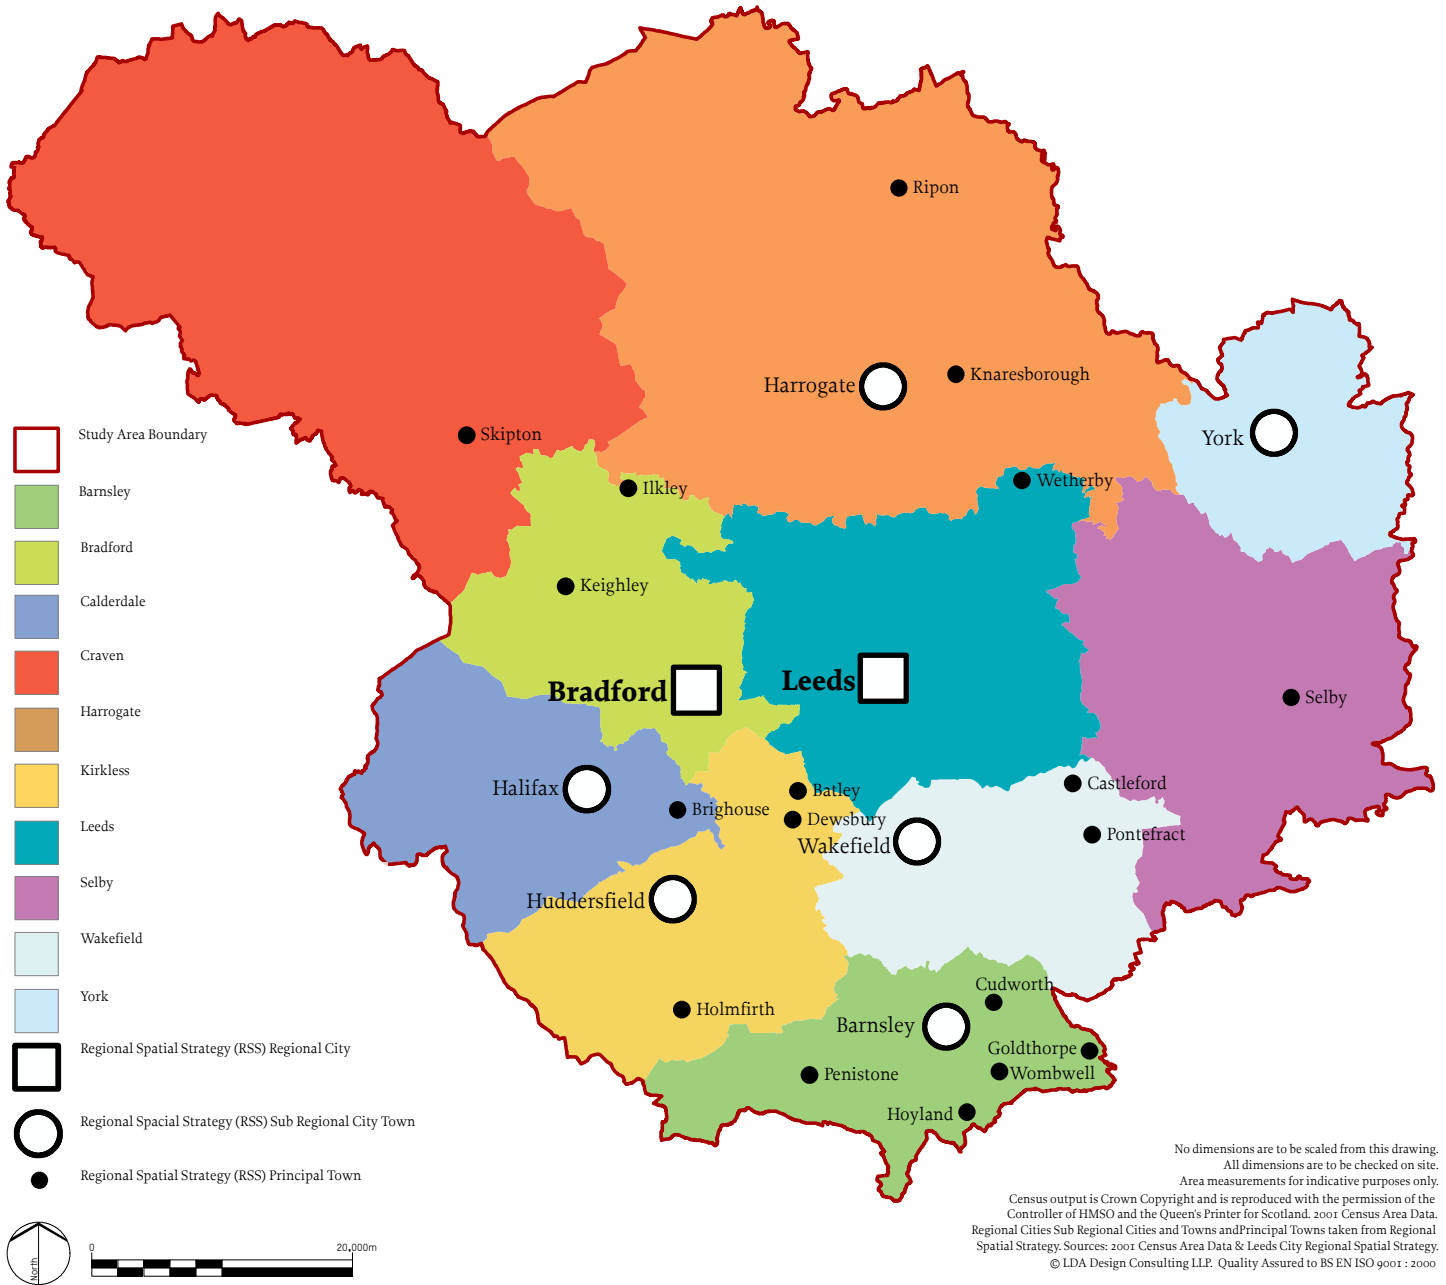 Ripon
Harrogate
Knaresborough
York
Skipton
Ilkley
Wetherby
Keighley
Bradford
Leeds
Selby
Halifax
Brighouse
Batley
Dewsbury
Castleford
Wakefield
Pontefract
Huddersfield
Holmfirth
Cudworth
Barnsley
Goldthorpe
Wombwell
Penistone
Hoyland
Study Area Boundary
Barnsley
Bradford
Calderdale
Craven
Harrogate
Kirkless
Leeds
Selby
Wakefield
York
Regional Spatial Strategy (RSS) Regional City
Regional Spacial Strategy (RSS) Sub Regional City Town
Regional Spatial Strategy (RSS) Principal Town
North
0 20,000m
No dimensions are to be scaled from this drawing.
All dimensions are to be checked on site.
Area measurements for indicative purposes only.
Census output is Crown Copyright and is reproduced with the permission of the
Controller of HMSO and the Queen's Printer for Scotland. 2001 Census Area Data.
Regional Cities Sub Regional Cities and Towns andPrincipal Towns taken from Regional
Spatial Strategy. Sources: 2001 Census Area Data & Leeds City Regional Spatial Strategy.
© LDA Design Consulting LLP. Quality Assured to BS EN ISO 9001 : 2000